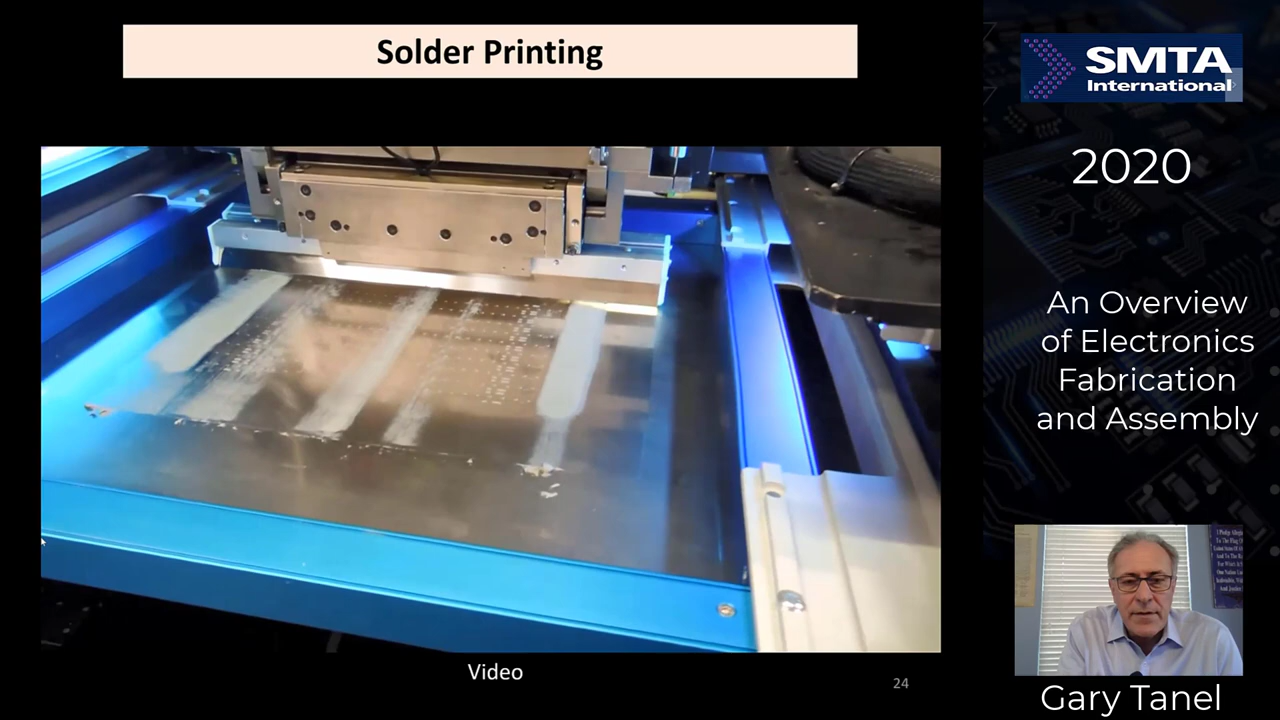 Solder Printing
Video
24
SMTA
International
2020
An Overview
of Electronics
Fabrication
and Assembly
Gary Tanel